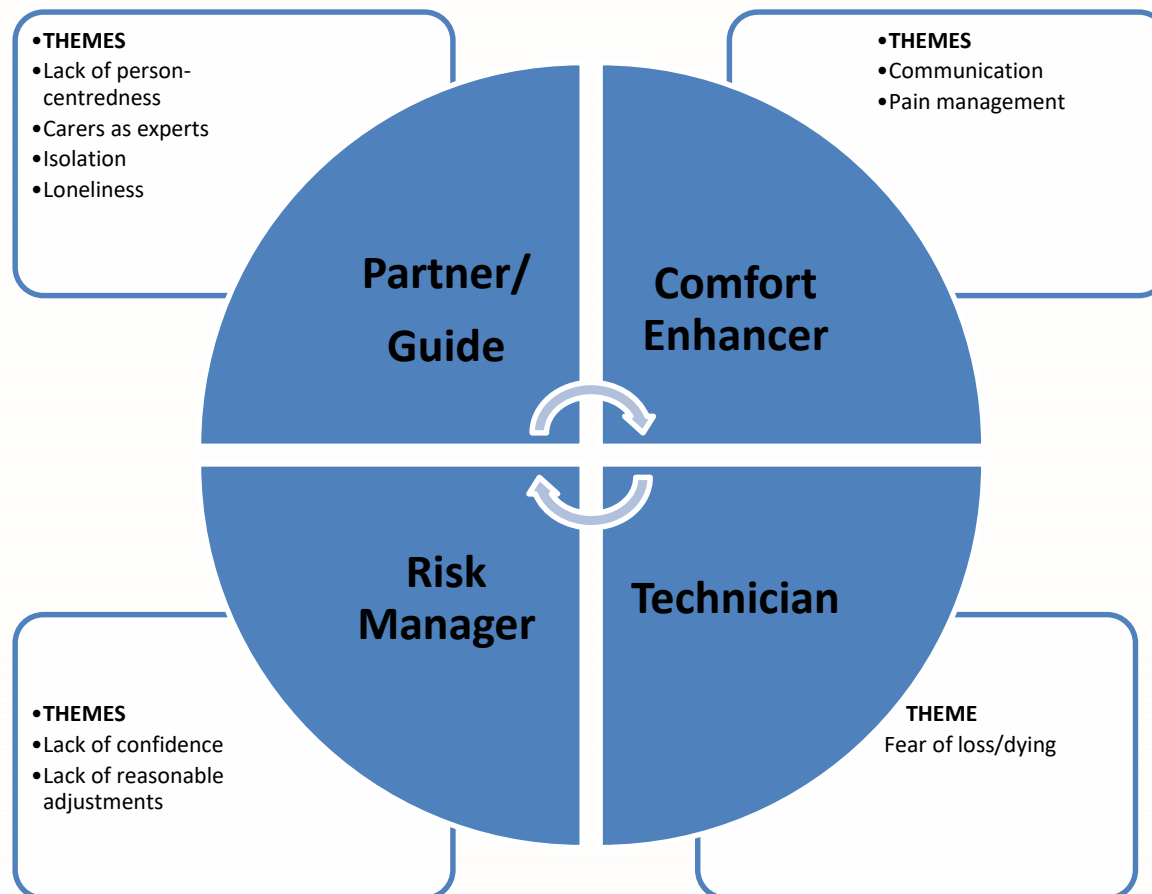 •THEMES
•Lack of person-
centredness
•Carers as experts
•Isolation
•Loneliness
•THEMES
•Communication
•Pain management
Partner/
Guide
Comfort
Enhancer
Risk
Manager
Technician
•THEMES
•Lack of confidence
•Lack of reasonable
adjustments
THEME
Fear of loss/dying